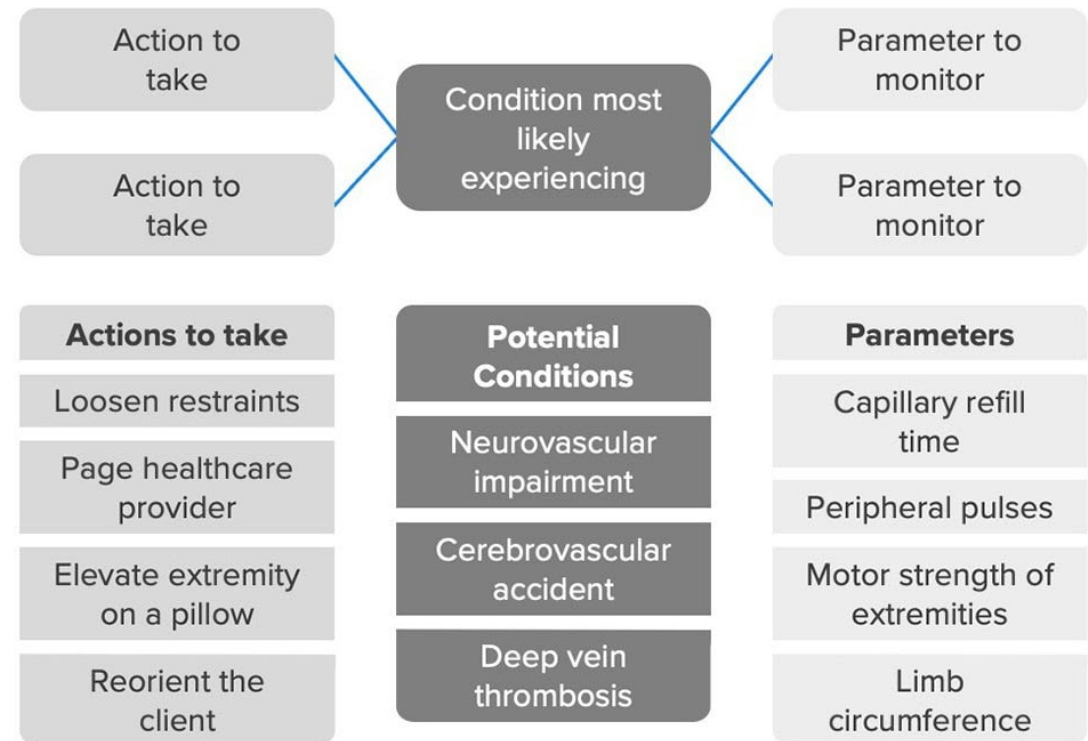 Action to
take
Action to
take
Condition most
likely
experiencing
Parameter to
monitor
Parameter to
monitor
Actions to take
Loosen restraints
Page healthcare
provider
Elevate extremity
on a pillow
Reorient the
client
Potential
Conditions
Neurovascular
impairment
Cerebrovascular
accident
Deep vein
thrombosis
Parameters
Capillary refill
time
Peripheral pulses
Motor strength of
extremities
Limb
circumference